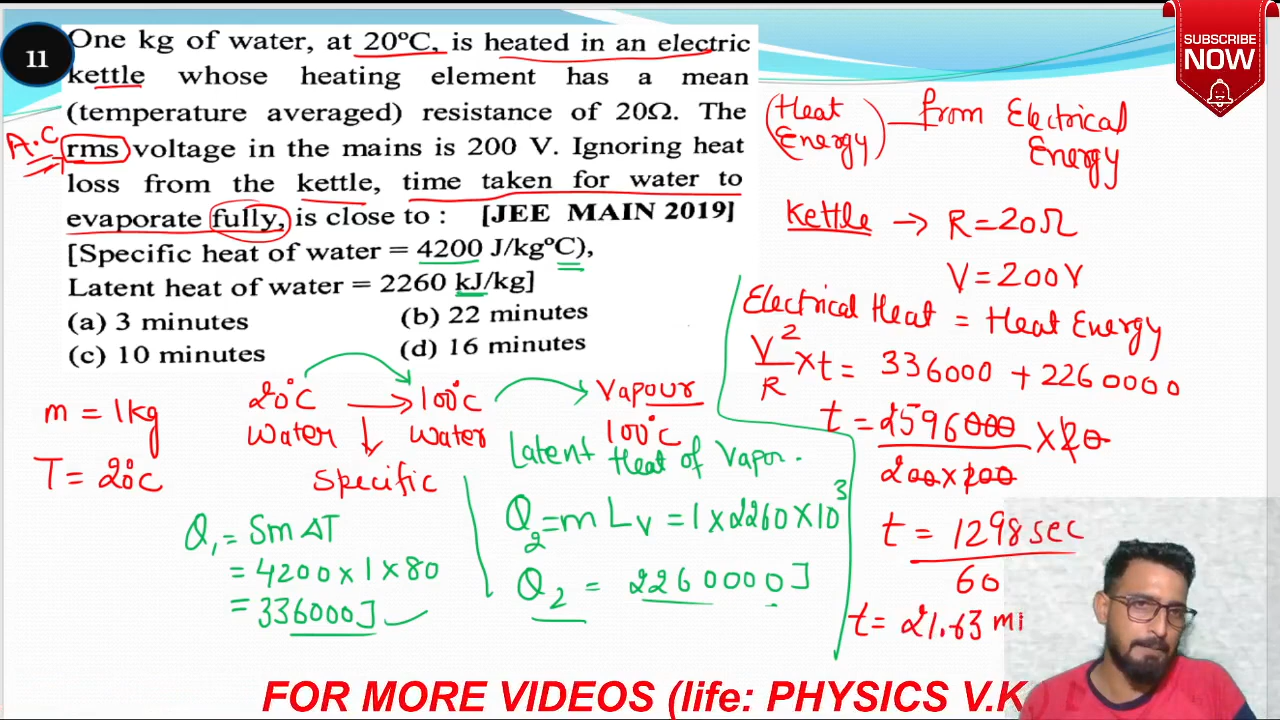 11
One kg of water, at 20ºC, is heated in an electric
kettle whose heating element has a mean
(temperature averaged) resistance of 20Ω. The
rms voltage in the mains is 200 V. Ignoring heat
loss from the kettle, time taken for water to
evaporate fully, is close to : [JEE MAIN 2019]
[Specific heat of water = 4200 J/kgºC),
Latent heat of water = 2260 kJ/kg]
(a) 3 minutes (b) 22 minutes
(c) 10 minutes (d) 16 minutes
A.C
SUBSCRIBE
NOW
(Heat Energy) from Electrical
Energy
Kettle → R=20Ω
V=200V
Electrical Heat = Heat Energy
V²/R × t = 336000 + 2260000
t = 2596000 × 20
200×200
t = 1298 sec
60
t = 21.63 mi
m = 1kg
T = 20°C
20°C → 100°C → Vapour
Water water 100°C
Specific
Latent Heat of Vapor.
Q₁ = SmΔT
= 4200×1×80
= 336000J
Q₂ = m Lv = 1×2260×10³
Q₂ = 2260000J
FOR MORE VIDEOS (life: PHYSICS V.K